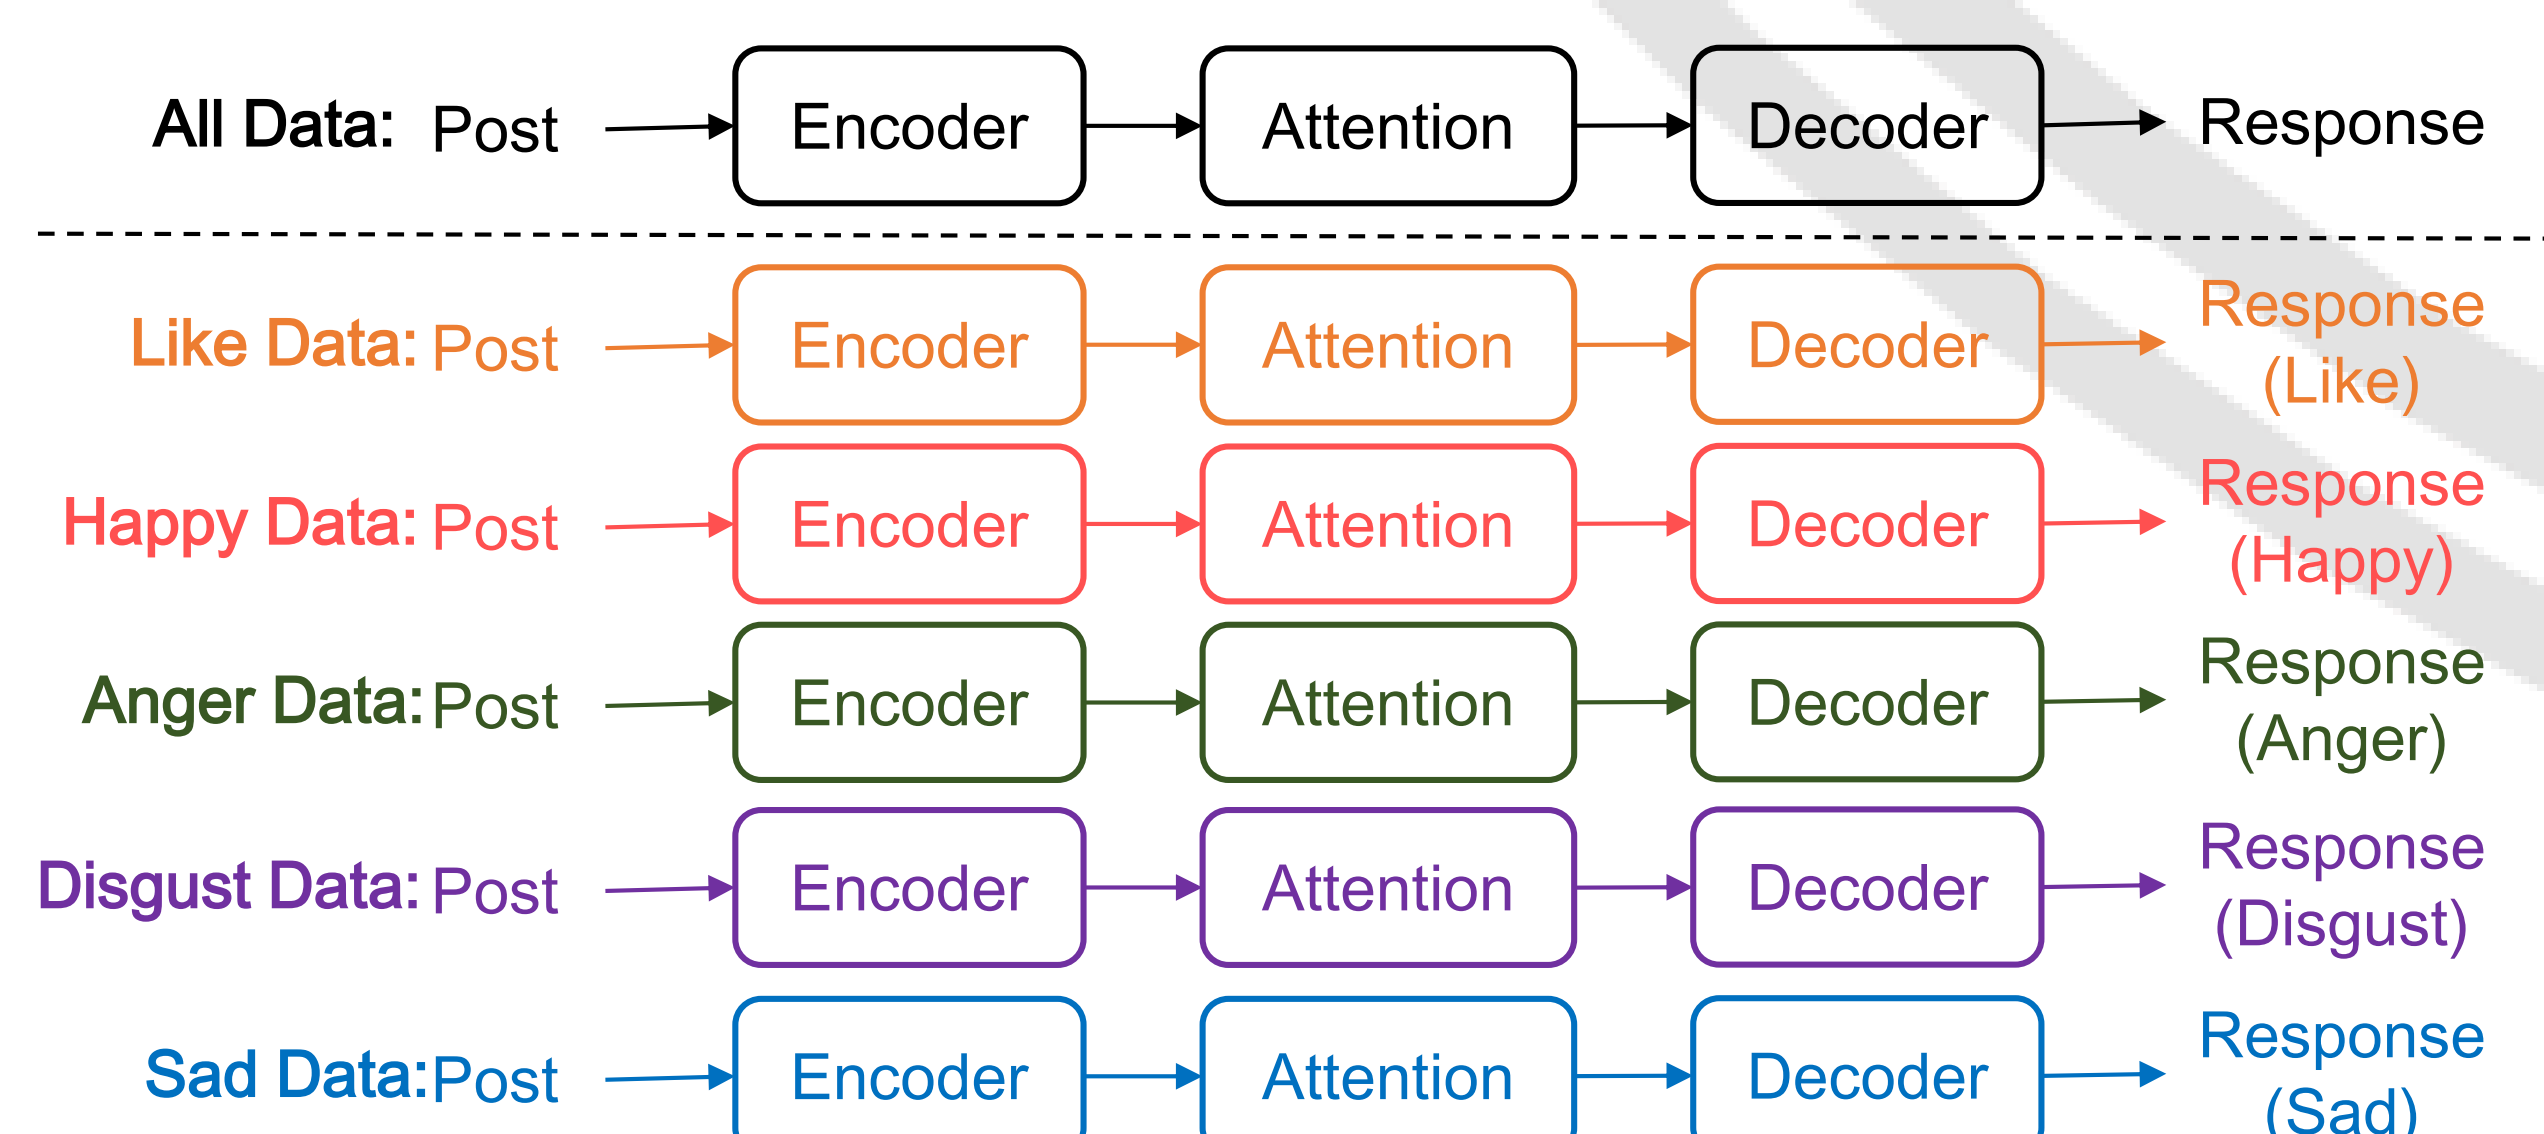 All Data: Post Encoder Attention Decoder Response
Like Data: Post Encoder Attention Decoder Response
(Like)
Happy Data: Post Encoder Attention Decoder Response
(Happy)
Anger Data: Post Encoder Attention Decoder Response
(Anger)
Disgust Data: Post Encoder Attention Decoder Response
(Disgust)
Sad Data: Post Encoder Attention Decoder Response
(Sad)